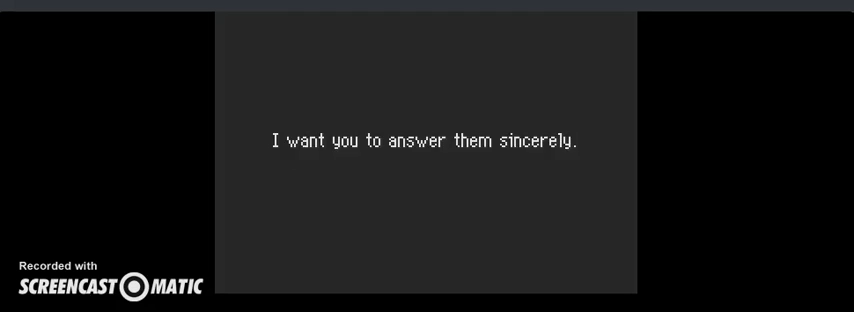 I want you to answer them sincerely.
Recorded with
SCREENCAST MATIC